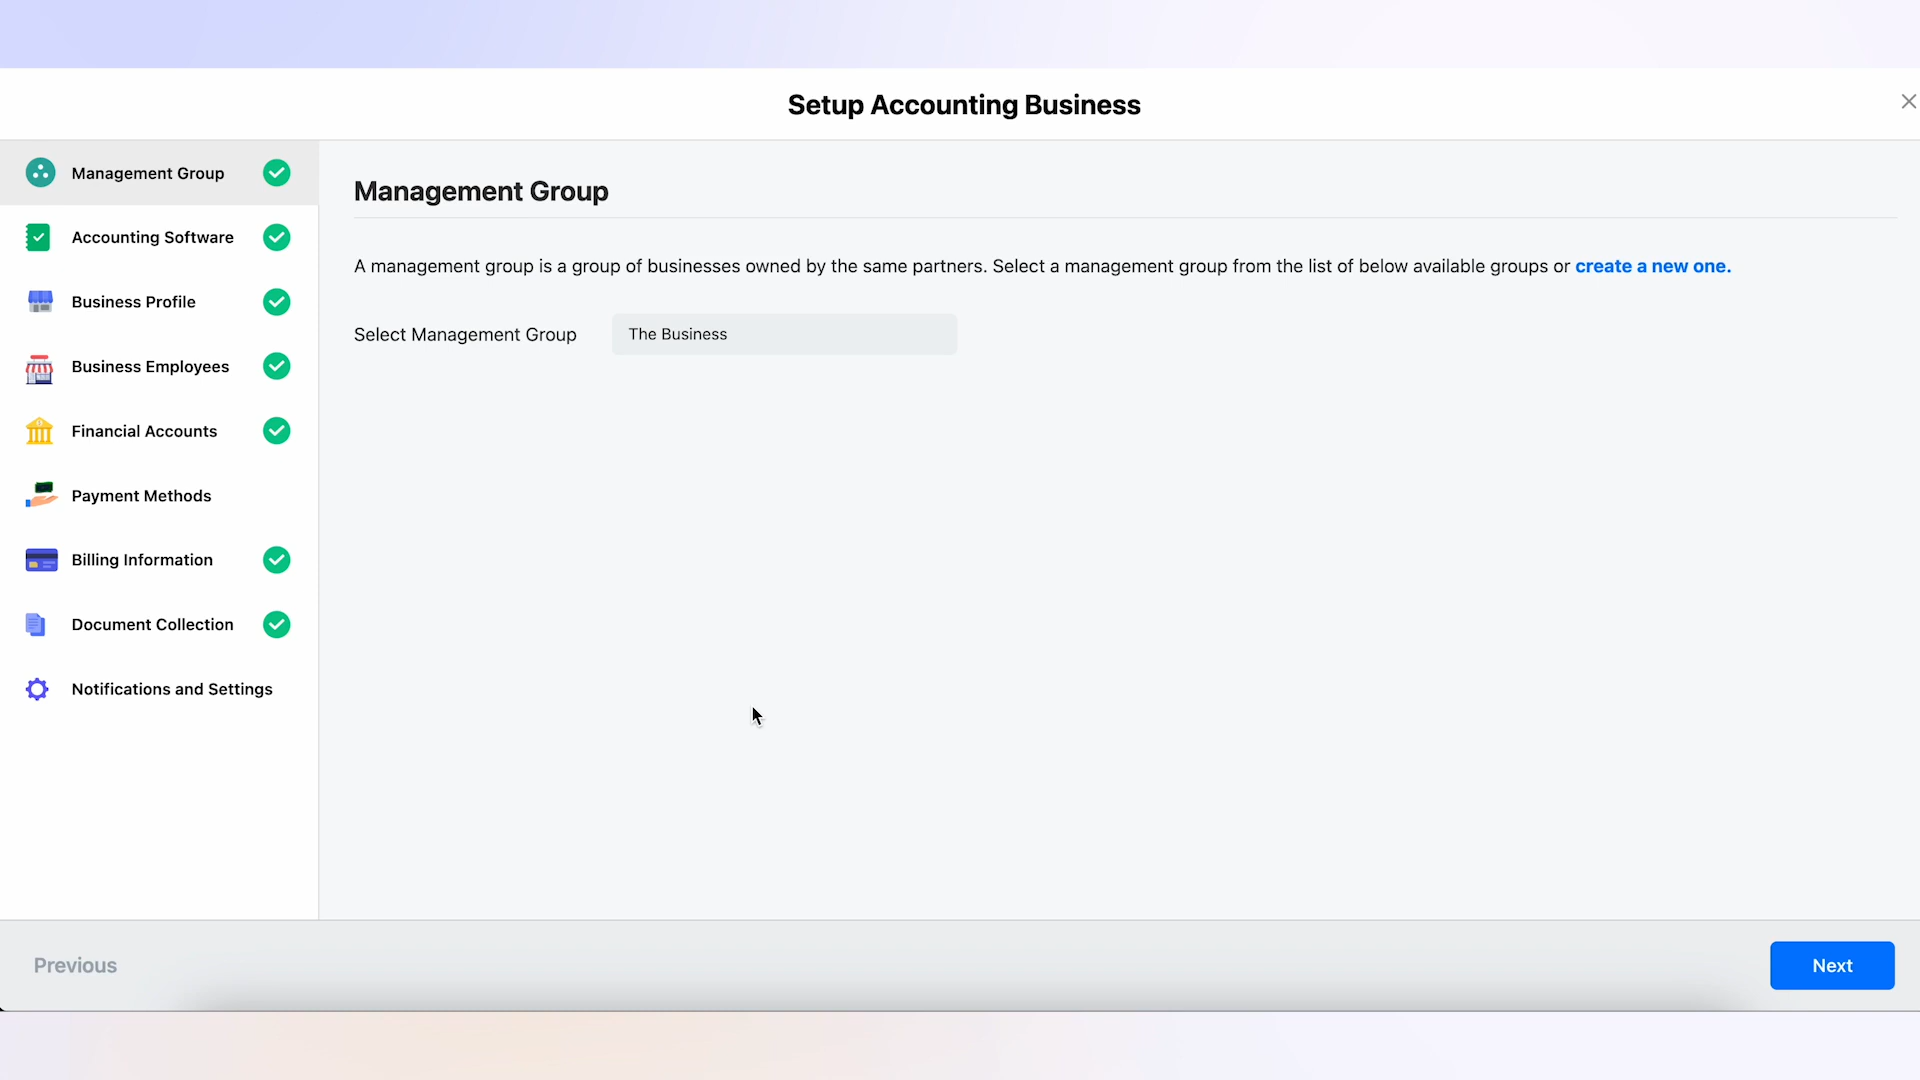 Setup Accounting Business
Management Group
Accounting Software
Business Profile
Business Employees
Financial Accounts
Payment Methods
Billing Information
Document Collection
Notifications and Settings
Management Group
A management group is a group of businesses owned by the same partners. Select a management group from the list of below available groups or create a new one.
Select Management Group The Business
Previous Next